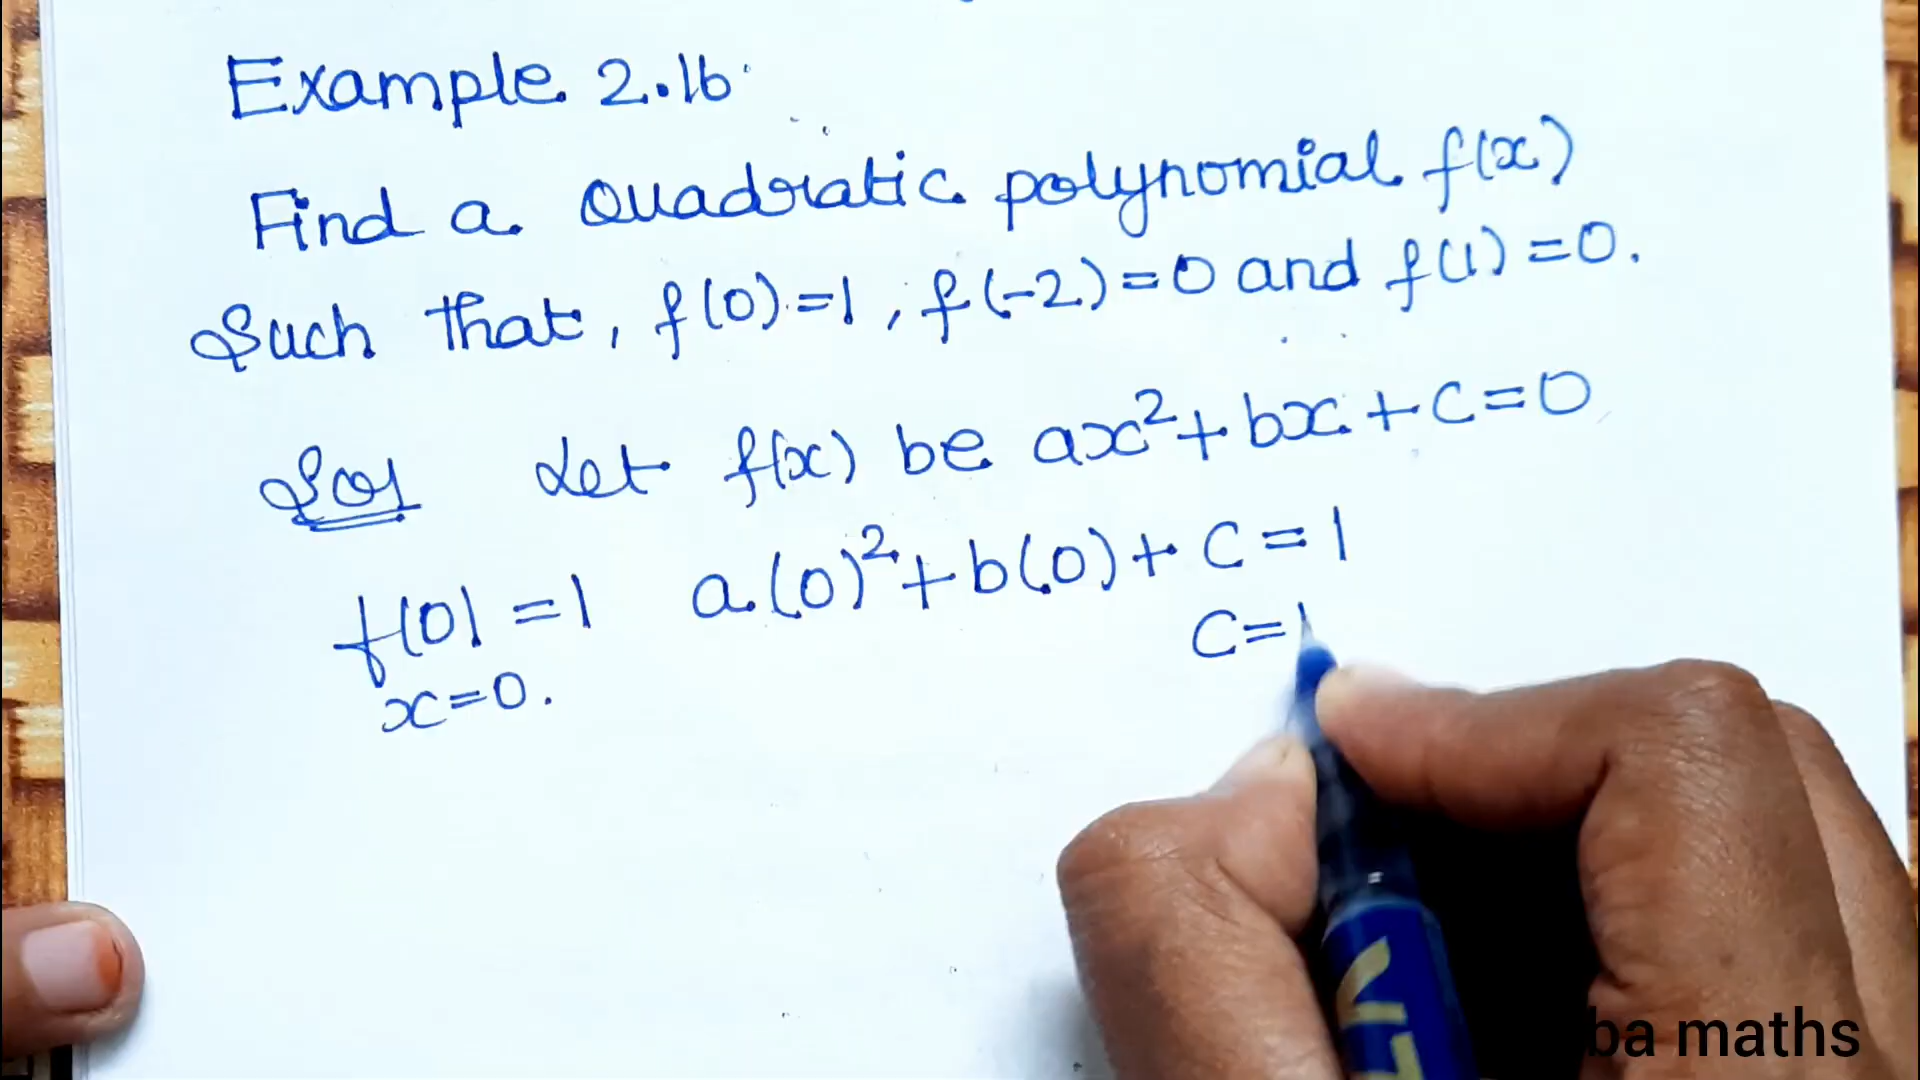 Example 2.16
Find a quadratic polynomial f(x)
Such that, f(0)=1, f(-2)=0 and f(1)=0.
Sol Let f(x) be ax²+bx+c=0
f(0)=1 a(0)²+b(0)+c=1
x=0. c=1
ba maths